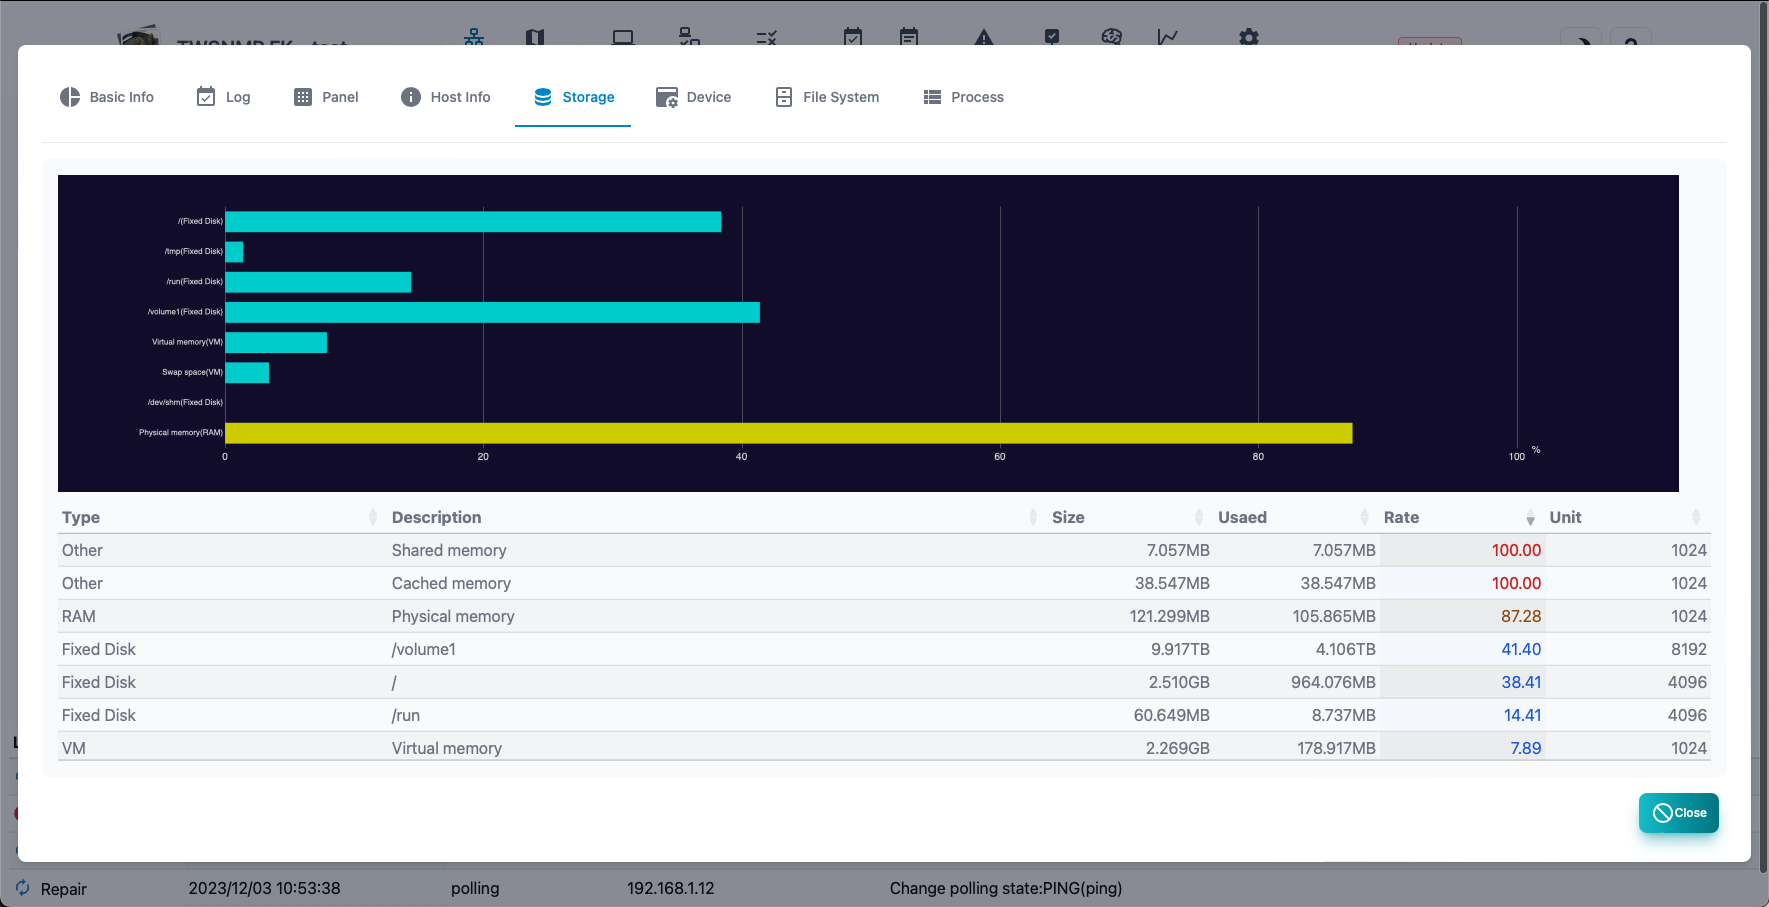 TWSNMP FK - test
Basic Info
Log
Panel
Host Info
Storage
Device
File System
Process
/(Fixed Disk)
/tmp(Fixed Disk)
/run(Fixed Disk)
/volume1(Fixed Disk)
Virtual memory(VM)
Swap space(VM)
/dev/shm(Fixed Disk)
Physical memory(RAM)
0 20 40 60 80 100 %
Type Description Size Usaed Rate Unit
Other Shared memory 7.057MB 7.057MB 100.00 1024
Other Cached memory 38.547MB 38.547MB 100.00 1024
RAM Physical memory 121.299MB 105.865MB 87.28 1024
Fixed Disk /volume1 9.917TB 4.106TB 41.40 8192
Fixed Disk / 2.510GB 964.076MB 38.41 4096
Fixed Disk /run 60.649MB 8.737MB 14.41 4096
VM Virtual memory 2.269GB 178.917MB 7.89 1024
Close
Repair 2023/12/03 10:53:38 polling 192.168.1.12 Change polling state:PING(ping)